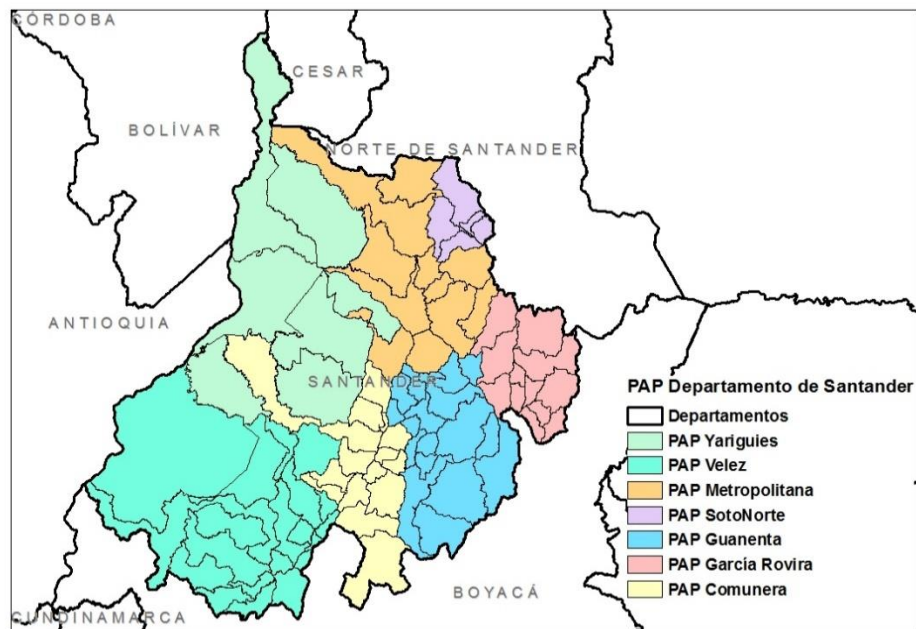 CÓRDOBA
CESAR
BOLÍVAR
NORTE DE SANTANDER
ANTIOQUIA
SANTANDER
PAP Departamento de Santander
Departamentos
PAP Yariguies
PAP Velez
PAP Metropolitana
PAP SotoNorte
PAP Guanenta
PAP García Rovira
PAP Comunera
BOYACÁ
CUNDINAMARCA